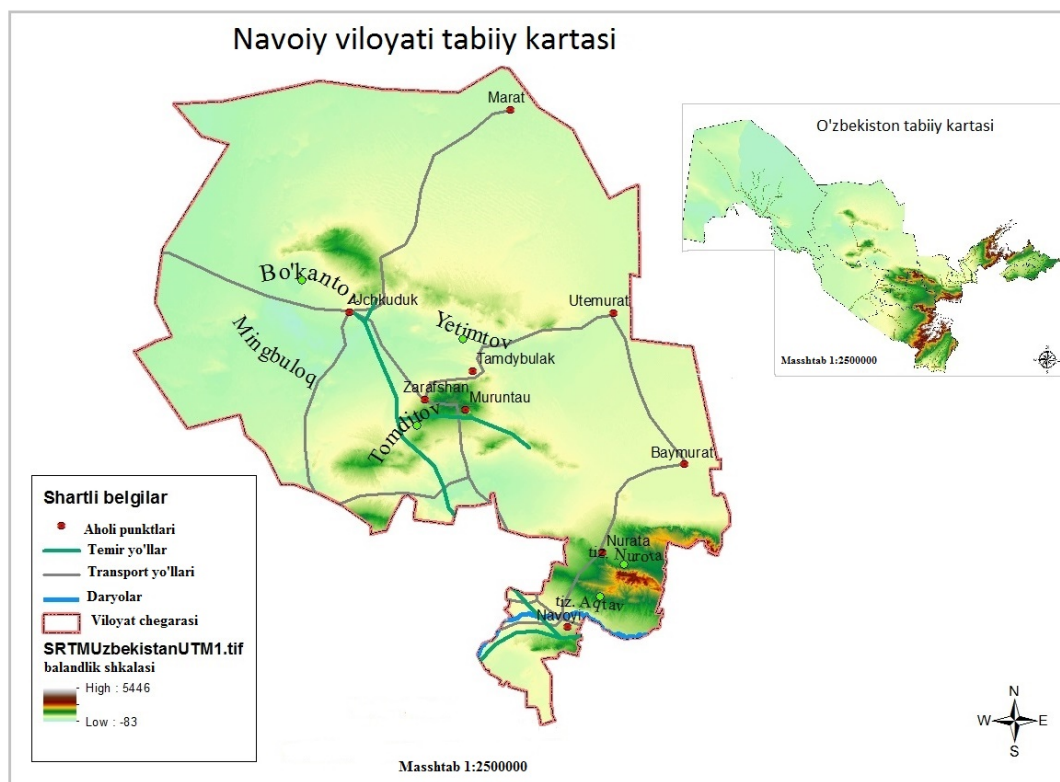 Navoiy viloyati tabiiy kartasi
Marat
O'zbekiston tabiiy kartasi
Bo'kanto
Uchkuduk
Utemurat
Yetimtov
Mingbuloq
Tamdybulak
Masshtab 1:2500000
Zarafshan
Muruntau
Tomditov
Baymurat
Shartli belgilar
Aholi punktlari
Temir yo'llar
Transport yo'llari
Daryolar
Viloyat chegarasi
SRTMUzbekistanUTM1.tif
balandlik shkalasi
High : 5446
Low : -83
Nurata
tiz. Nurota
tiz. Aqtav
Navoyi
N
W E
S
Masshtab 1:2500000